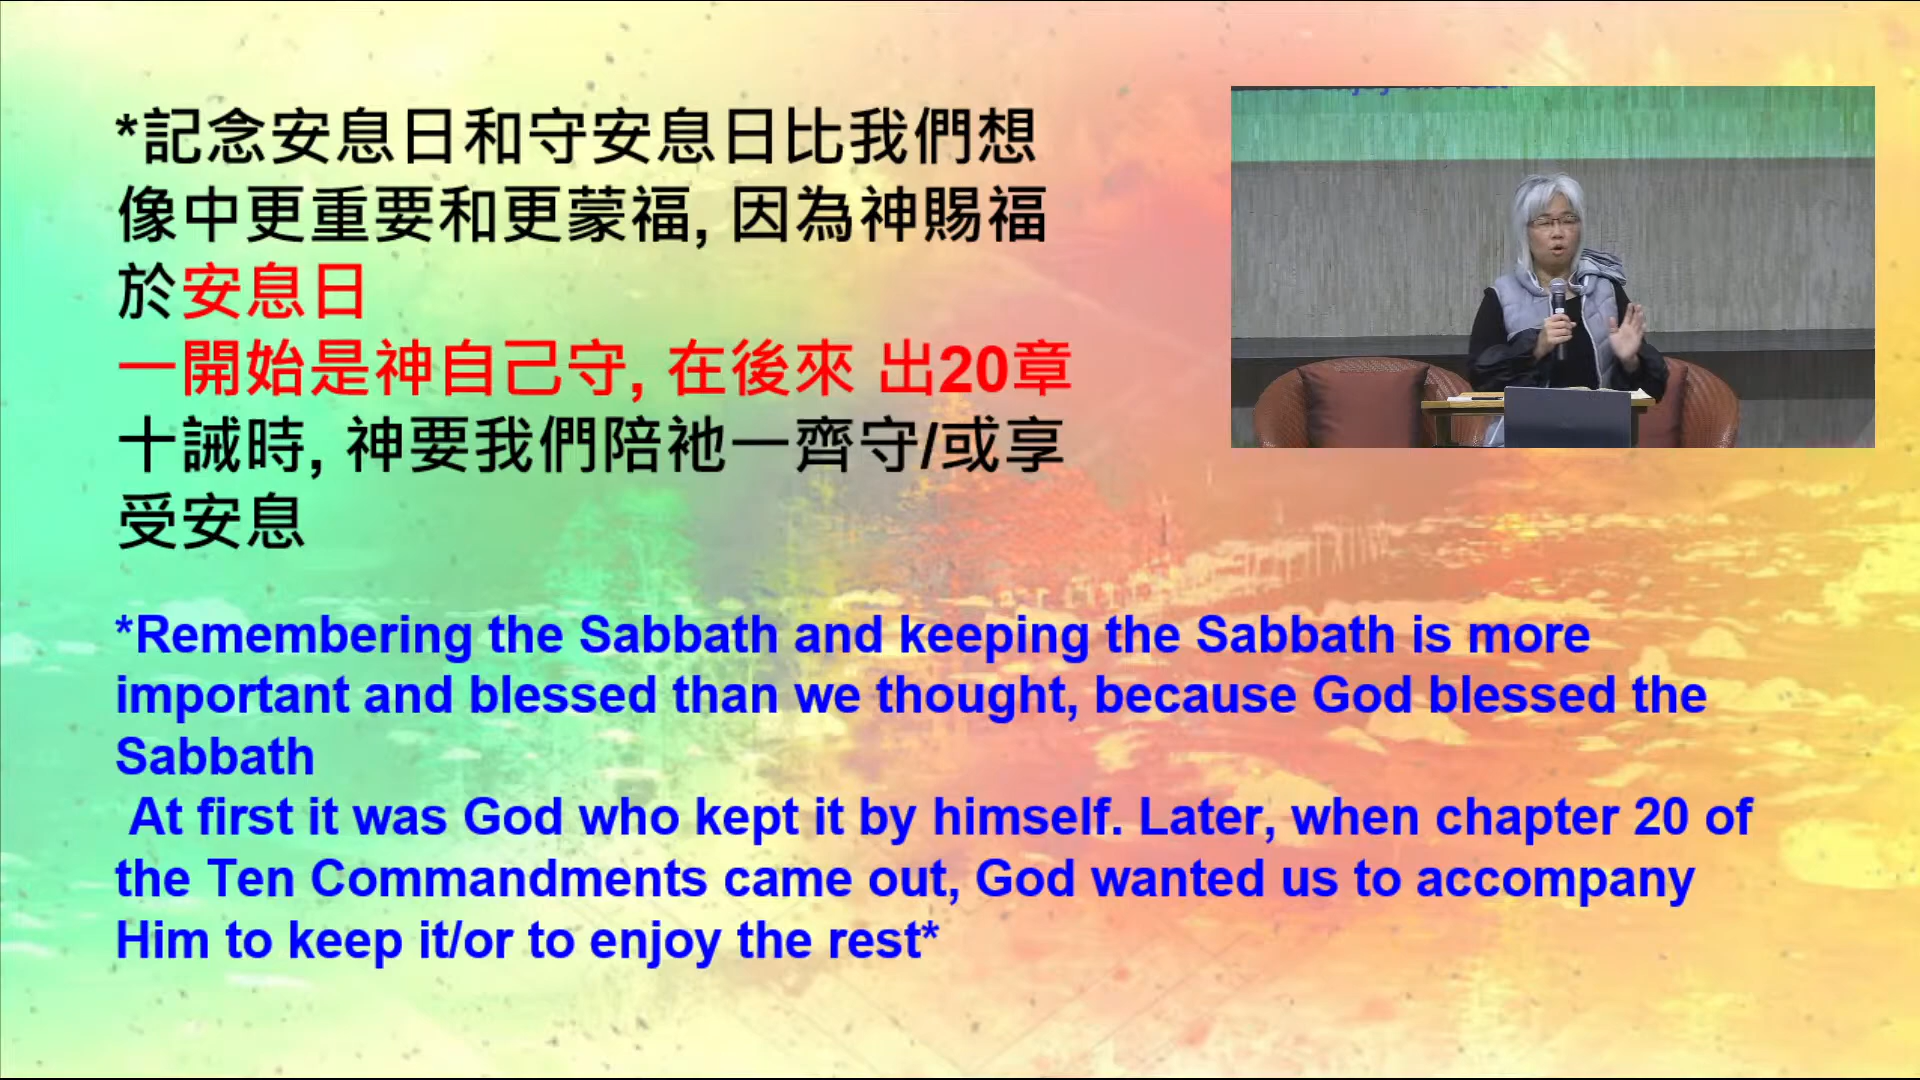 *記念安息日和守安息日比我們想
像中更重要和更蒙福, 因為神賜福
於安息日
一開始是神自己守, 在後來 出20章
十誡時, 神要我們陪祂一齊守/或享
受安息
*Remembering the Sabbath and keeping the Sabbath is more
important and blessed than we thought, because God blessed the
Sabbath
At first it was God who kept it by himself. Later, when chapter 20 of
the Ten Commandments came out, God wanted us to accompany
Him to keep it/or to enjoy the rest*